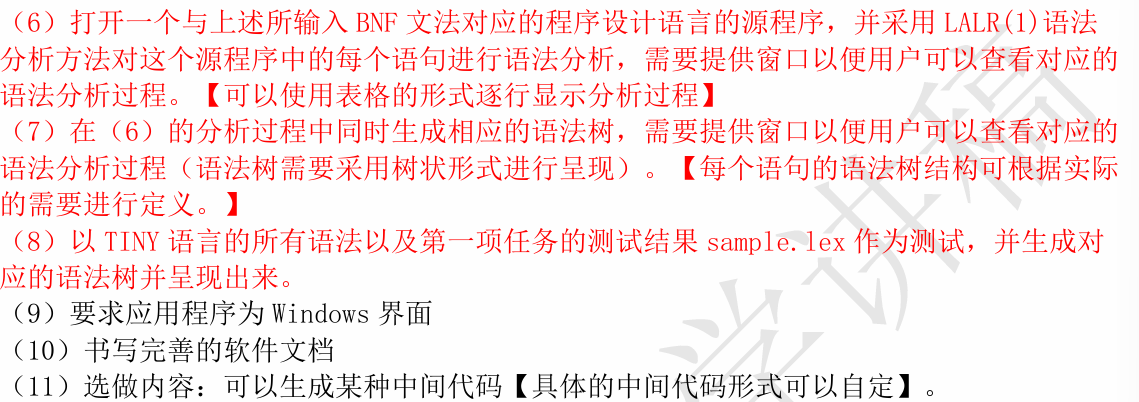 （6）打开一个与上述所输入 BNF 文法对应的程序设计语言的源程序，并采用 LALR(1)语法
分析方法对这个源程序中的每个语句进行语法分析，需要提供窗口以便用户可以查看对应的
语法分析过程。【可以使用表格的形式逐行显示分析过程】
（7）在（6）的分析过程中同时生成相应的语法树，需要提供窗口以便用户可以查看对应的
语法分析过程（语法树需要采用树状形式进行呈现）。【每个语句的语法树结构可根据实际
的需要进行定义。】
（8）以 TINY 语言的所有语法以及第一项任务的测试结果 sample.lex 作为测试，并生成对
应的语法树并呈现出来。
（9）要求应用程序为 Windows 界面
（10）书写完善的软件文档
（11）选做内容：可以生成某种中间代码【具体的中间代码形式可以自定】。
学讲稿